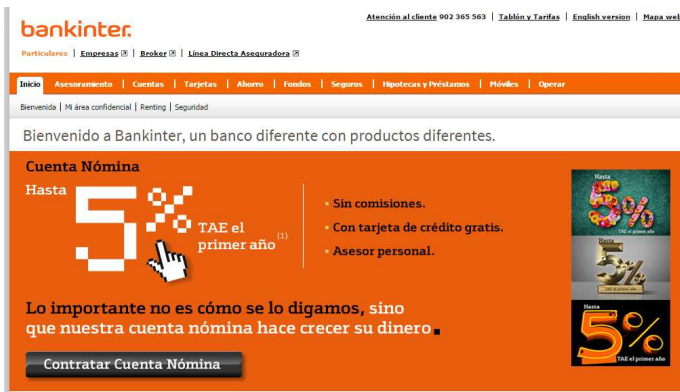 bankinter.
Atención al cliente 902 365 563 | Tablón y Tarifas | English version | Mapa web
Particulares | Empresas | Broker | Línea Directa Aseguradora
Inicio Asesoramiento | Cuentas | Tarjetas | Ahorro | Fondos | Seguros | Hipotecas y Préstamos | Móviles | Operar
Bienvenida | Mi área confidencial | Renting | Seguridad
Bienvenido a Bankinter, un banco diferente con productos diferentes.
Cuenta Nómina
Hasta
5%
TAE el
primer año (1)
Sin comisiones.
Con tarjeta de crédito gratis.
Asesor personal.
Lo importante no es cómo se lo digamos, sino
que nuestra cuenta nómina hace crecer su dinero.
Contratar Cuenta Nómina
Hasta
5%
TAE el primer año
Hasta
5%
TAE el primer año
Hasta
5%
TAE el primer año